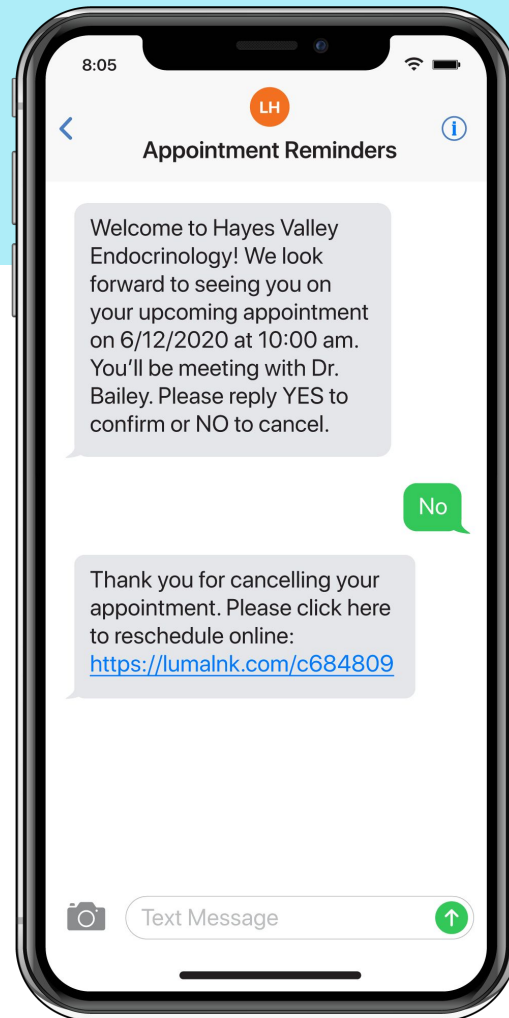 8:05
LH
i
Appointment Reminders
Welcome to Hayes Valley
Endocrinology! We look
forward to seeing you on
your upcoming appointment
on 6/12/2020 at 10:00 am.
You’ll be meeting with Dr.
Bailey. Please reply YES to
confirm or NO to cancel.
No
Thank you for cancelling your
appointment. Please click here
to reschedule online:
https://lumalnk.com/c684809
Text Message